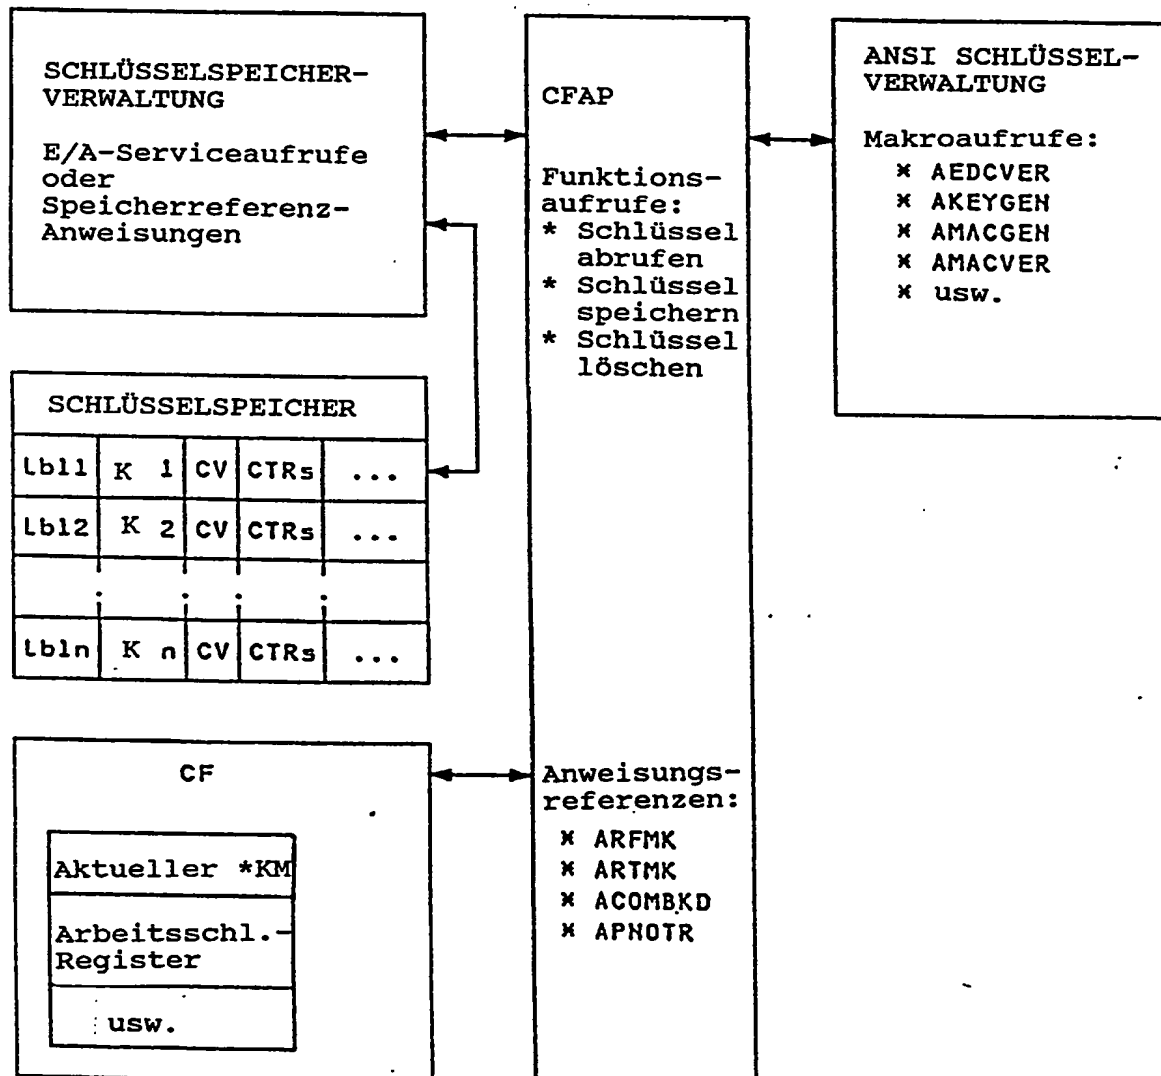 SCHLÜSSELSPEICHER-
VERWALTUNG
E/A-Serviceaufrufe
oder
Speicherreferenz-
Anweisungen
CFAP
Funktions-
aufrufe:
* Schlüssel
abrufen
* Schlüssel
speichern
* Schlüssel
löschen
ANSI SCHLÜSSEL-
VERWALTUNG
Makroaufrufe:
* AEDCVER
* AKEYGEN
* AMACGEN
* AMACVER
* usw.
SCHLÜSSELSPEICHER
Lbl1 K 1 CV CTRs ...
Lbl2 K 2 CV CTRs ...
Lbln K n CV CTRs ...
CF
Aktueller *KM
Arbeitsschl.-
Register
usw.
Anweisungs-
referenzen:
* ARFMK
* ARTMK
* ACOMBKD
* APNOTR